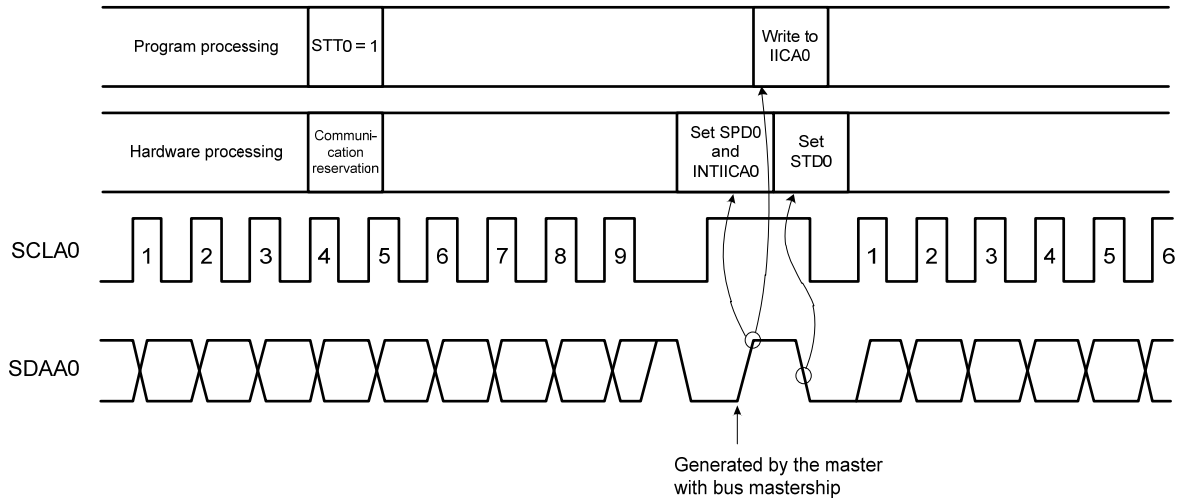 Program processing
STT0 = 1
Write to
IICA0
Hardware processing
Communi-
cation
reservation
Set SPD0
and
INTIICA0
Set
STD0
SCLA0
1 2 3 4 5 6 7 8 9 1 2 3 4 5 6
SDAA0
Generated by the master
with bus mastership